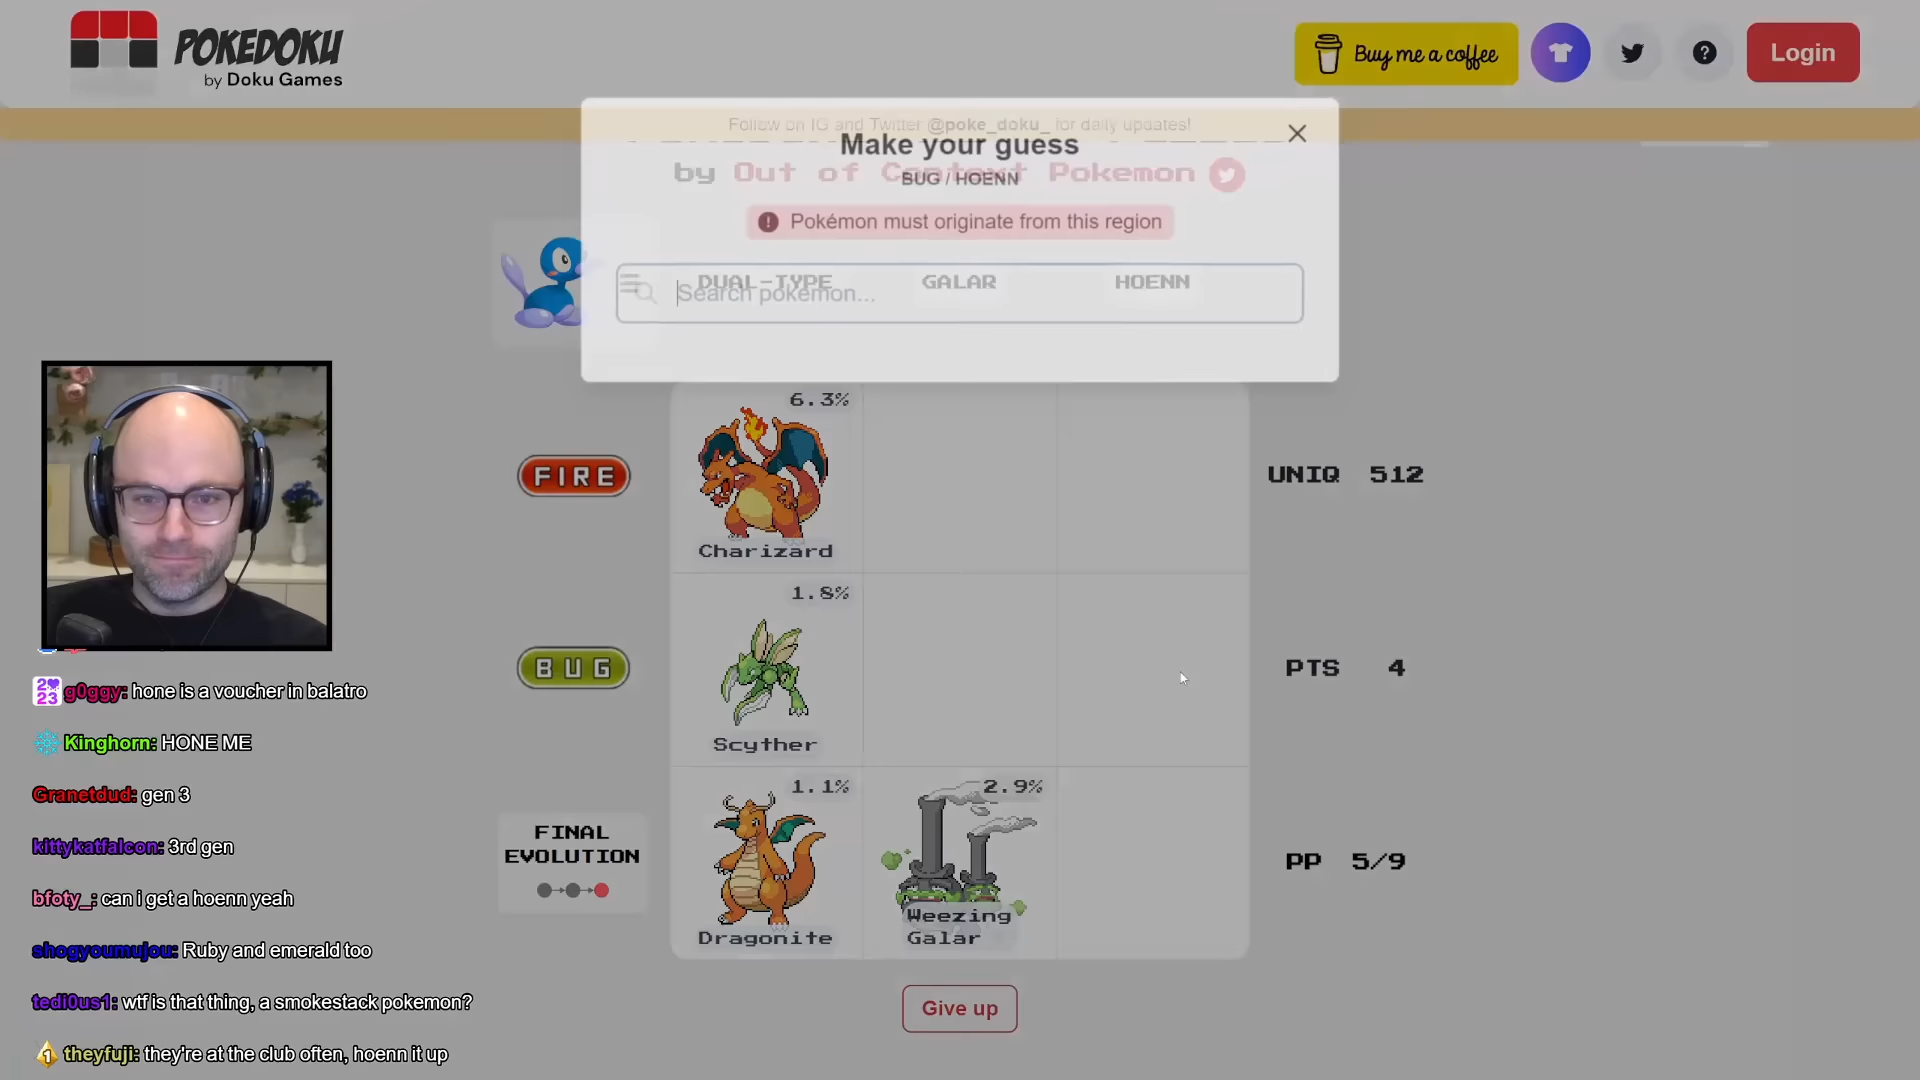 POKEDOKU
by Doku Games
Buy me a coffee
?
Login
Follow on IG and Twitter @poke_doku_ for daily updates!
Make your guess
by Out of Context Pokemon
BUG / HOENN
! Pokémon must originate from this region
DUAL-TYPE GALAR HOENN
Search pokemon...
6.3%
FIRE
Charizard
UNIQ 512
1.8%
BUG
Scyther
PTS 4
1.1%
2.9%
FINAL
EVOLUTION
Dragonite
Weezing
Galar
PP 5/9
Give up
g0ggy: hone is a voucher in balatro
Kinghorn: HONE ME
Granetdud: gen 3
kittykatfalcon: 3rd gen
bfoty_: can i get a hoenn yeah
shogyoumujou: Ruby and emerald too
tedi0us1: wtf is that thing, a smokestack pokemon?
theyfuji: they're at the club often, hoenn it up